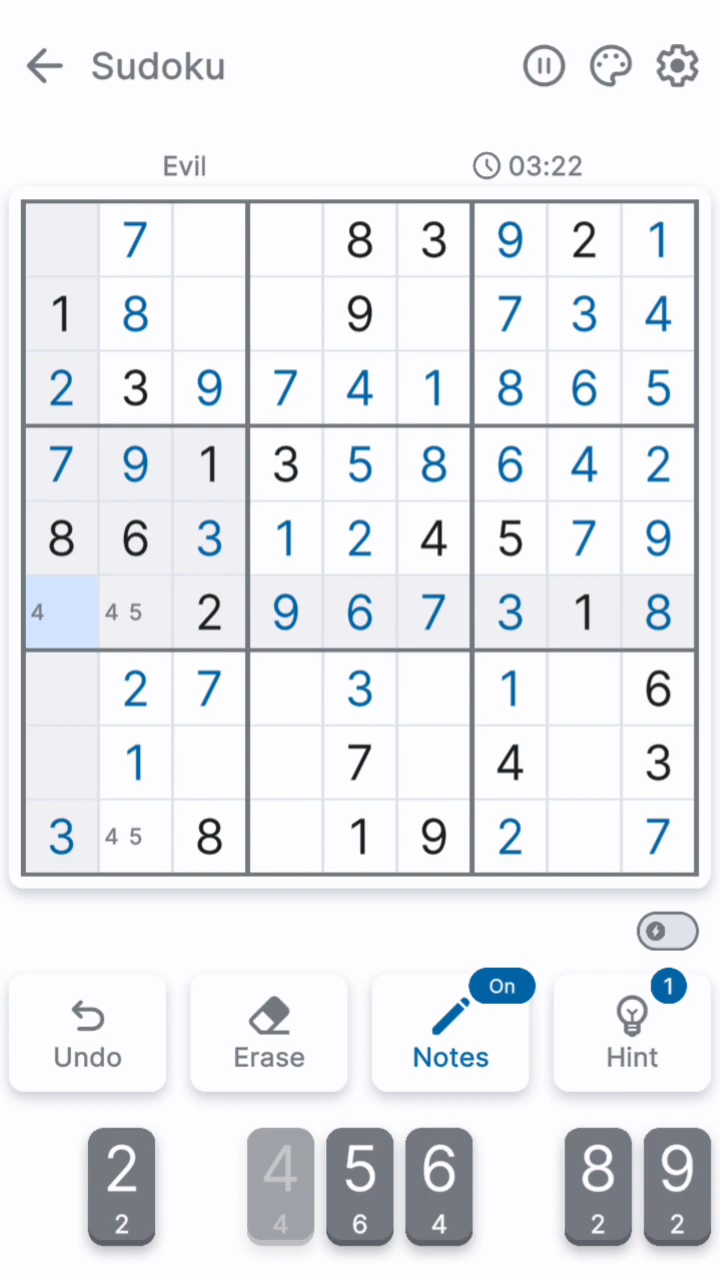 Sudoku
Evil 03:22
7 8 3 9 2 1
1 8 9 7 3 4
2 3 9 7 4 1 8 6 5
7 9 1 3 5 8 6 4 2
8 6 3 1 2 4 5 7 9
4 4 5 2 9 6 7 3 1 8
2 7 3 1 6
1 7 4 3
3 4 5 8 1 9 2 7
On 1
Undo Erase Notes Hint
2 4 5 6 8 9
2 4 6 4 2 2